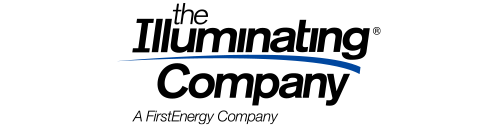 the
Illuminating®
Company
A FirstEnergy Company